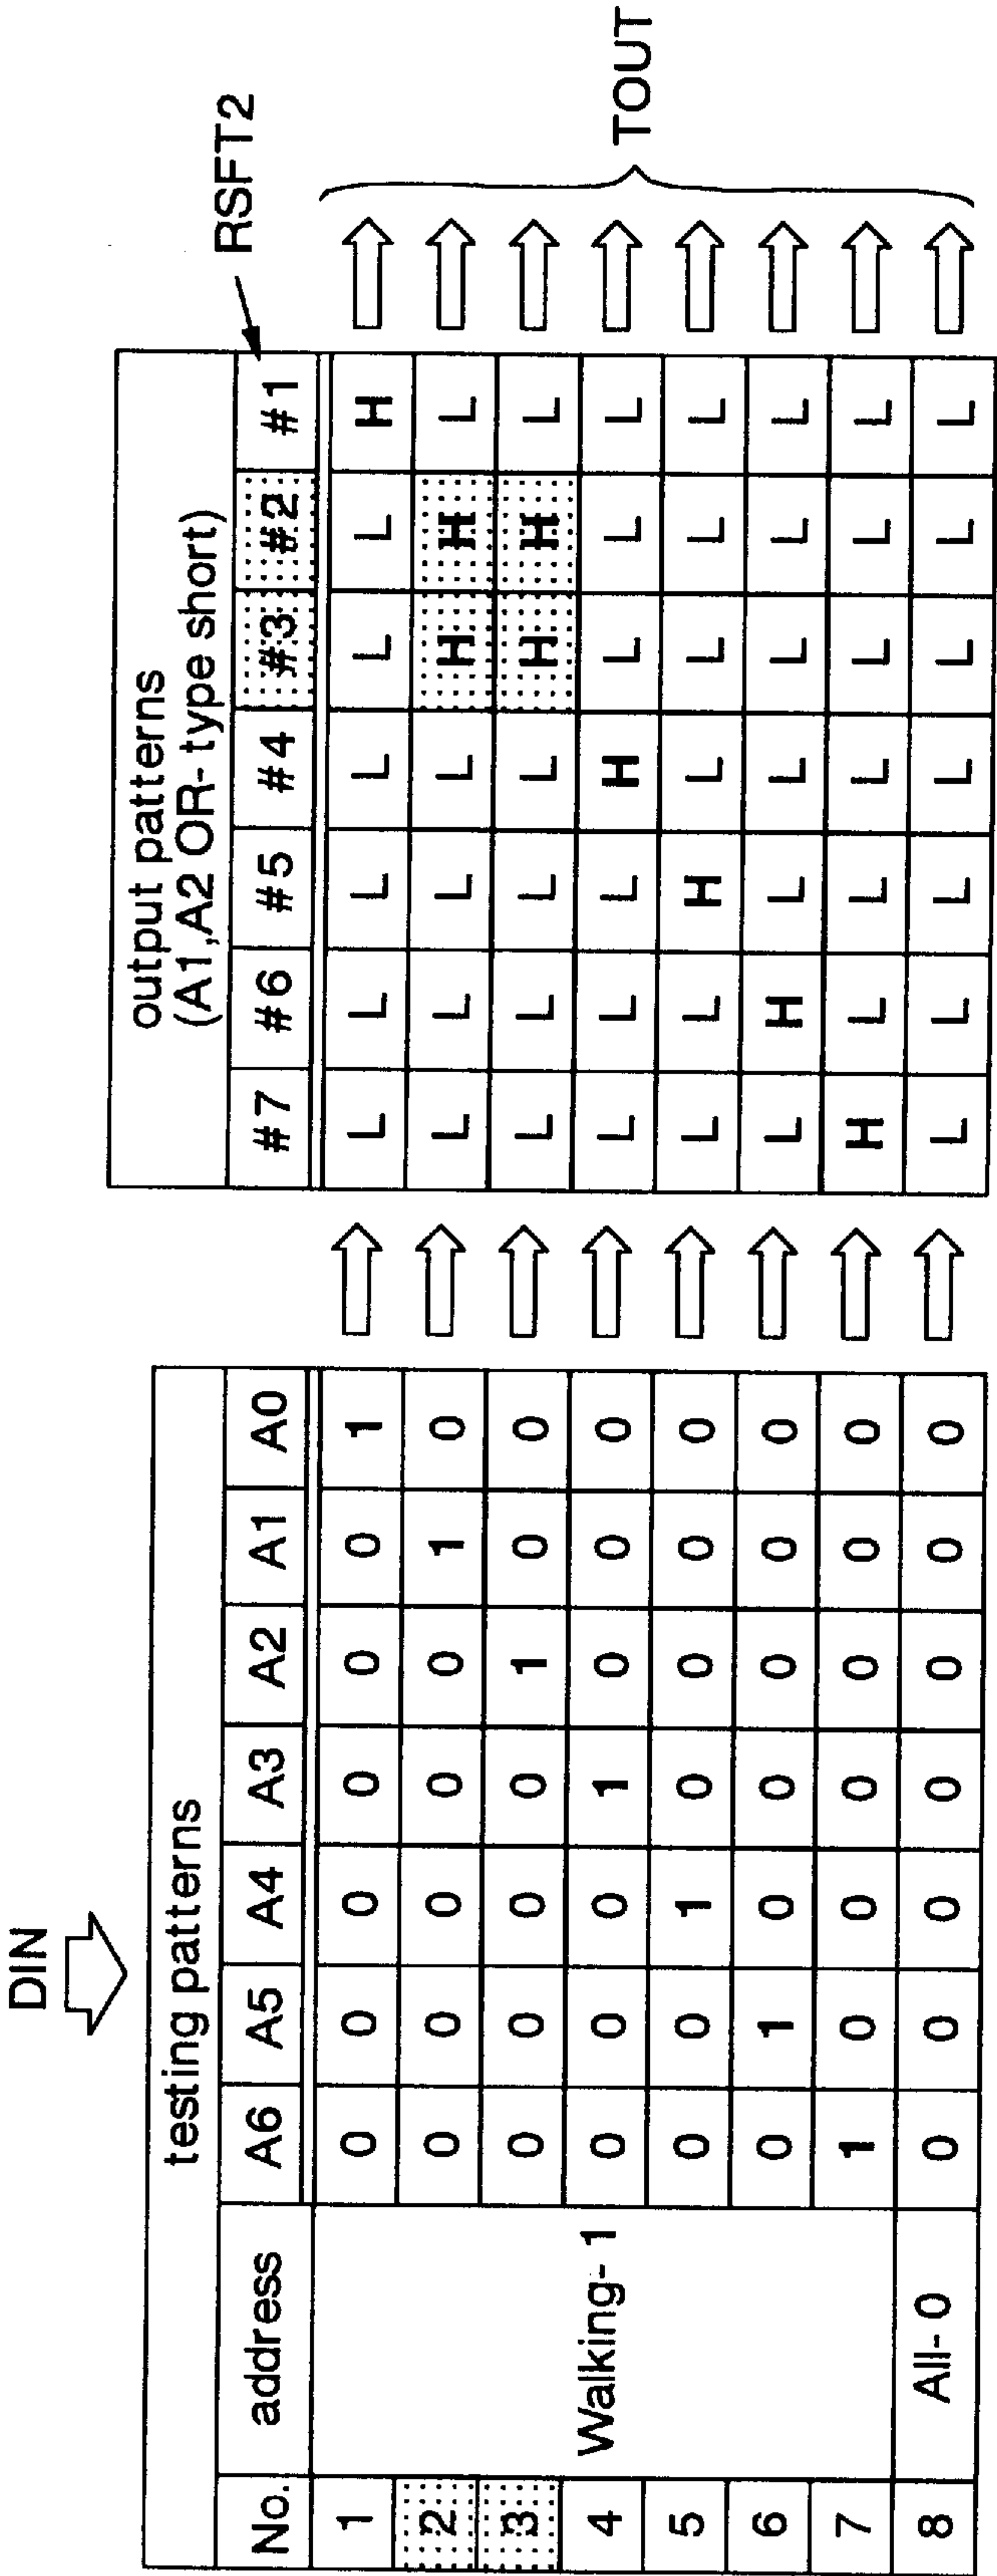 DIN
testing patterns
No. address A6 A5 A4 A3 A2 A1 A0
1 Walking-1 0 0 0 0 0 0 1
2 0 0 0 0 0 1 0
3 0 0 0 0 1 0 0
4 0 0 0 1 0 0 0
5 0 0 1 0 0 0 0
6 0 1 0 0 0 0 0
7 1 0 0 0 0 0 0
8 All-0 0 0 0 0 0 0 0
output patterns
(A1,A2 OR-type short)
#7 #6 #5 #4 #3 #2 #1
L L L L L L H
L L L L H H L
L L L L H H L
L L L H L L L
L L H L L L L
L H L L L L L
H L L L L L L
L L L L L L L
RSFT2
TOUT